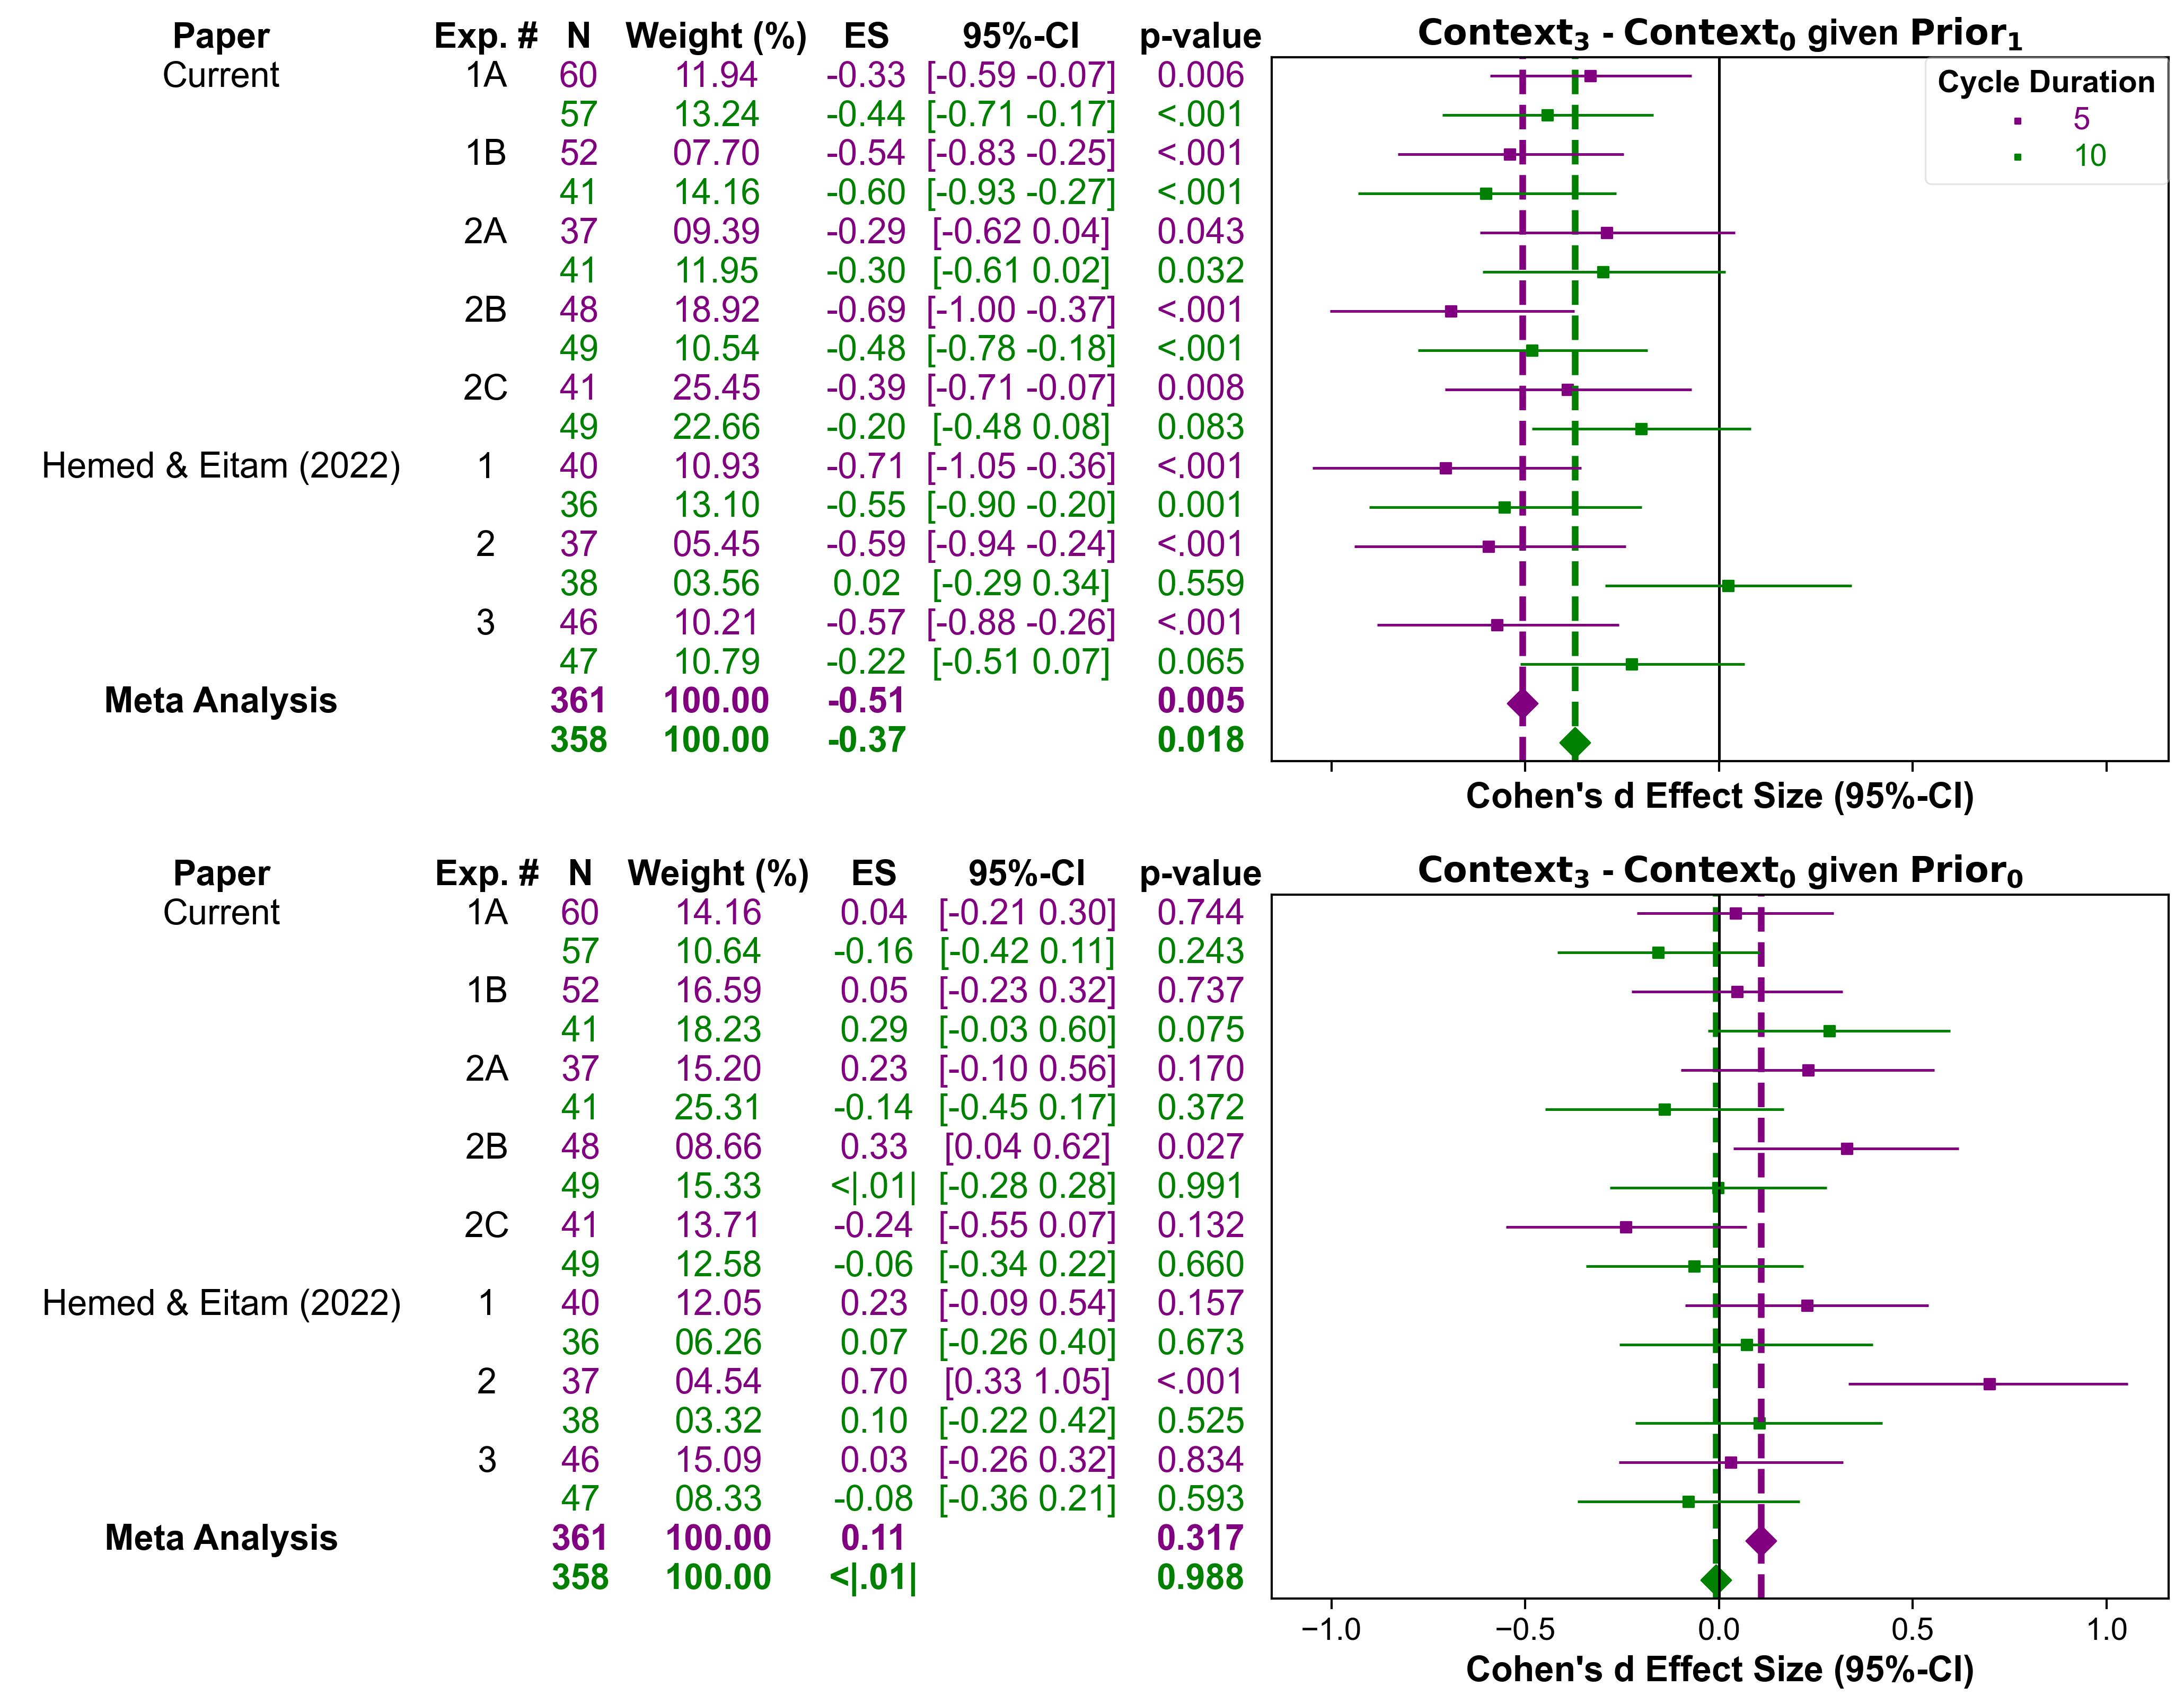 Paper Exp. # N Weight (%) ES 95%-CI p-value Context3 - Context0 given Prior1
Current 1A 60 11.94 -0.33 [-0.59 -0.07] 0.006
57 13.24 -0.44 [-0.71 -0.17] <.001
1B 52 07.70 -0.54 [-0.83 -0.25] <.001
41 14.16 -0.60 [-0.93 -0.27] <.001
2A 37 09.39 -0.29 [-0.62 0.04] 0.043
41 11.95 -0.30 [-0.61 0.02] 0.032
2B 48 18.92 -0.69 [-1.00 -0.37] <.001
49 10.54 -0.48 [-0.78 -0.18] <.001
2C 41 25.45 -0.39 [-0.71 -0.07] 0.008
49 22.66 -0.20 [-0.48 0.08] 0.083
Hemed & Eitam (2022) 1 40 10.93 -0.71 [-1.05 -0.36] <.001
36 13.10 -0.55 [-0.90 -0.20] 0.001
2 37 05.45 -0.59 [-0.94 -0.24] <.001
38 03.56 0.02 [-0.29 0.34] 0.559
3 46 10.21 -0.57 [-0.88 -0.26] <.001
47 10.79 -0.22 [-0.51 0.07] 0.065
Meta Analysis 361 100.00 -0.51 0.005
358 100.00 -0.37 0.018
Cycle Duration
5
10
Cohen's d Effect Size (95%-CI)
Paper Exp. # N Weight (%) ES 95%-CI p-value Context3 - Context0 given Prior0
Current 1A 60 14.16 0.04 [-0.21 0.30] 0.744
57 10.64 -0.16 [-0.42 0.11] 0.243
1B 52 16.59 0.05 [-0.23 0.32] 0.737
41 18.23 0.29 [-0.03 0.60] 0.075
2A 37 15.20 0.23 [-0.10 0.56] 0.170
41 25.31 -0.14 [-0.45 0.17] 0.372
2B 48 08.66 0.33 [0.04 0.62] 0.027
49 15.33 <|.01| [-0.28 0.28] 0.991
2C 41 13.71 -0.24 [-0.55 0.07] 0.132
49 12.58 -0.06 [-0.34 0.22] 0.660
Hemed & Eitam (2022) 1 40 12.05 0.23 [-0.09 0.54] 0.157
36 06.26 0.07 [-0.26 0.40] 0.673
2 37 04.54 0.70 [0.33 1.05] <.001
38 03.32 0.10 [-0.22 0.42] 0.525
3 46 15.09 0.03 [-0.26 0.32] 0.834
47 08.33 -0.08 [-0.36 0.21] 0.593
Meta Analysis 361 100.00 0.11 0.317
358 100.00 <|.01| 0.988
−1.0 −0.5 0.0 0.5 1.0
Cohen's d Effect Size (95%-CI)